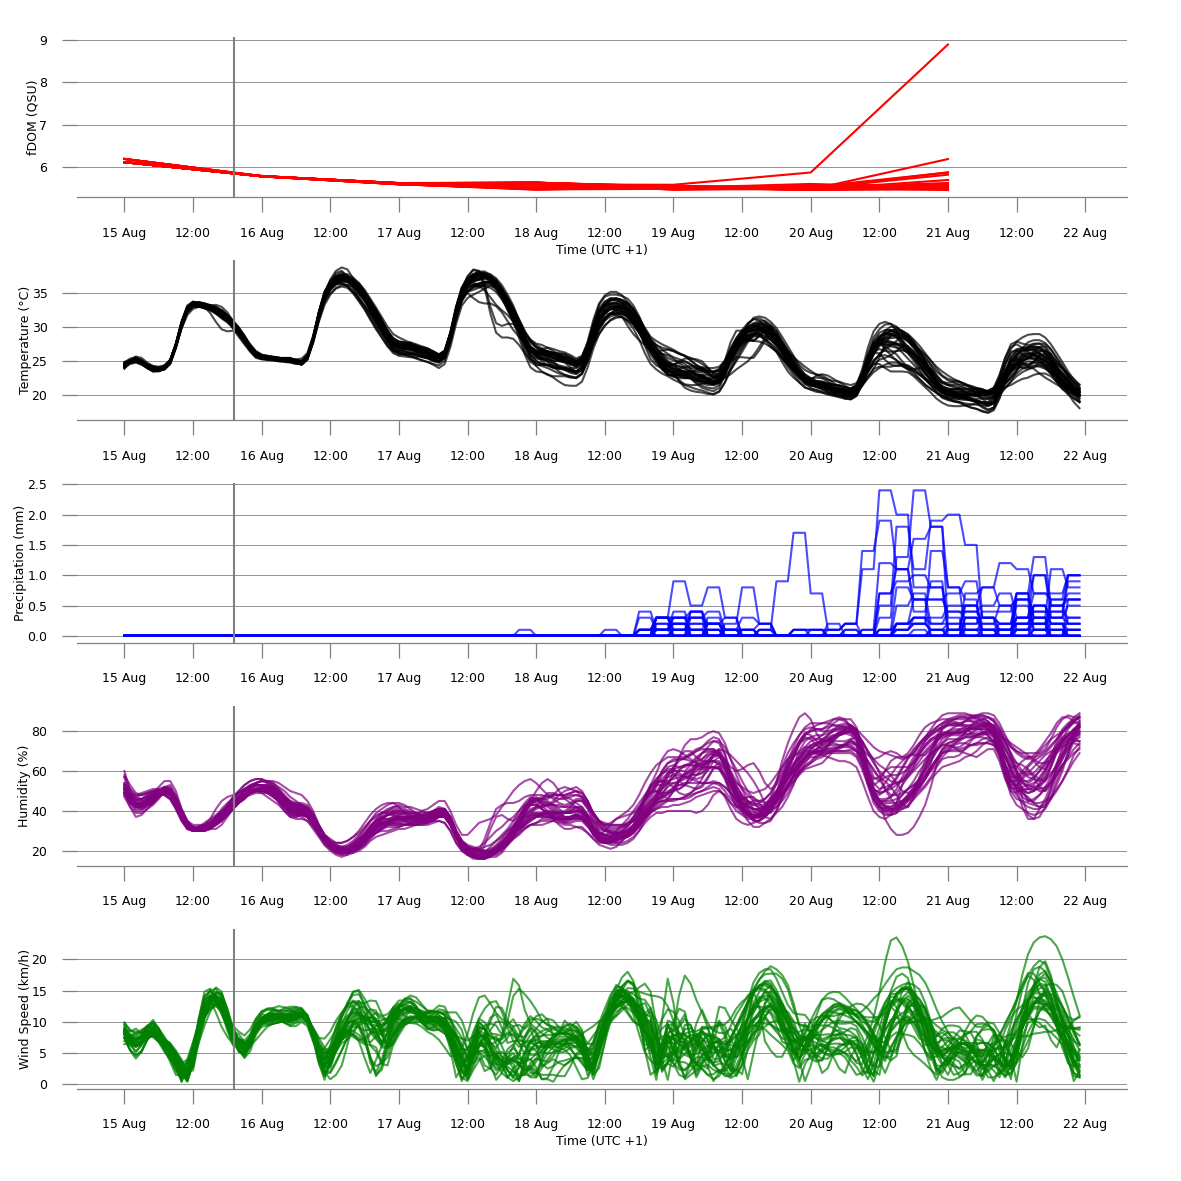 9
8
7
6
fDOM (QSU)
15 Aug 12:00 16 Aug 12:00 17 Aug 12:00 18 Aug 12:00 19 Aug 12:00 20 Aug 12:00 21 Aug 12:00 22 Aug
Time (UTC +1)
35
30
25
20
Temperature (°C)
15 Aug 12:00 16 Aug 12:00 17 Aug 12:00 18 Aug 12:00 19 Aug 12:00 20 Aug 12:00 21 Aug 12:00 22 Aug
2.5
2.0
1.5
1.0
0.5
0.0
Precipitation (mm)
15 Aug 12:00 16 Aug 12:00 17 Aug 12:00 18 Aug 12:00 19 Aug 12:00 20 Aug 12:00 21 Aug 12:00 22 Aug
80
60
40
20
Humidity (%)
15 Aug 12:00 16 Aug 12:00 17 Aug 12:00 18 Aug 12:00 19 Aug 12:00 20 Aug 12:00 21 Aug 12:00 22 Aug
20
15
10
5
0
Wind Speed (km/h)
15 Aug 12:00 16 Aug 12:00 17 Aug 12:00 18 Aug 12:00 19 Aug 12:00 20 Aug 12:00 21 Aug 12:00 22 Aug
Time (UTC +1)